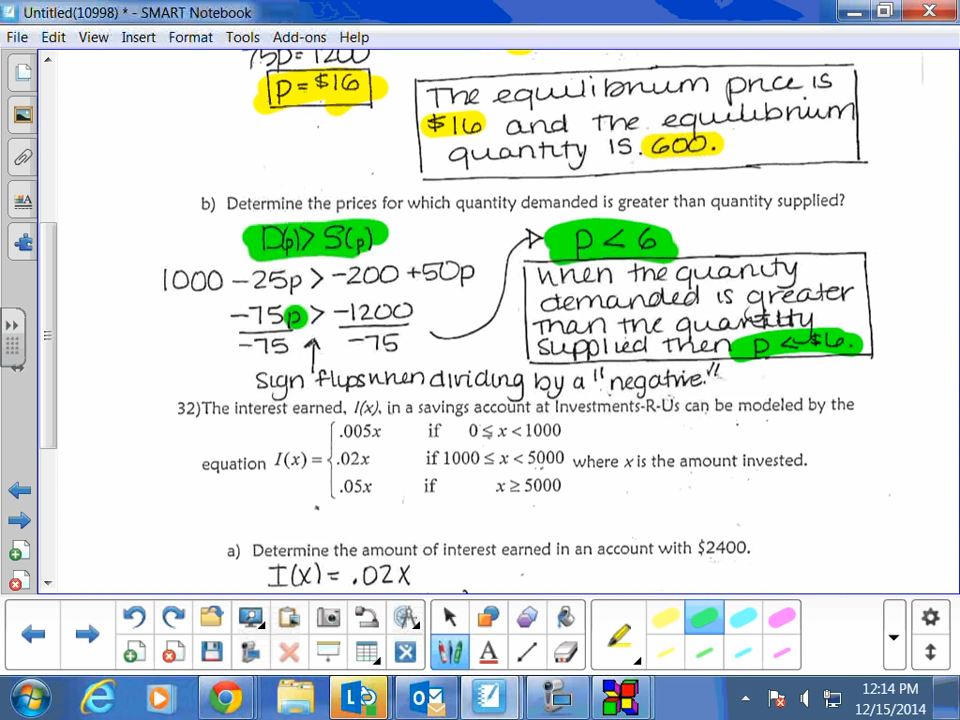 Untitled(10998) * - SMART Notebook
File Edit View Insert Format Tools Add-ons Help
75p = 1200
p = $16
The equilibrium price is
$16 and the equilibrium
quantity is 600.
b) Determine the prices for which quantity demanded is greater than quantity supplied?
D(p) > S(p)
p < 6
1000 - 25p > -200 + 50p
-75p > -1200
-75 -75
When the quanity
demanded is greater
than the quantity
supplied then p < $16.
Sign flips when dividing by a "negative."
32)The interest earned, I(x), in a savings account at Investments-R-Us can be modeled by the
.005x if 0 ≤ x < 1000
equation I(x) = .02x if 1000 ≤ x < 5000 where x is the amount invested.
.05x if x ≥ 5000
a) Determine the amount of interest earned in an account with $2400.
I(x) = .02x
12:14 PM
12/15/2014